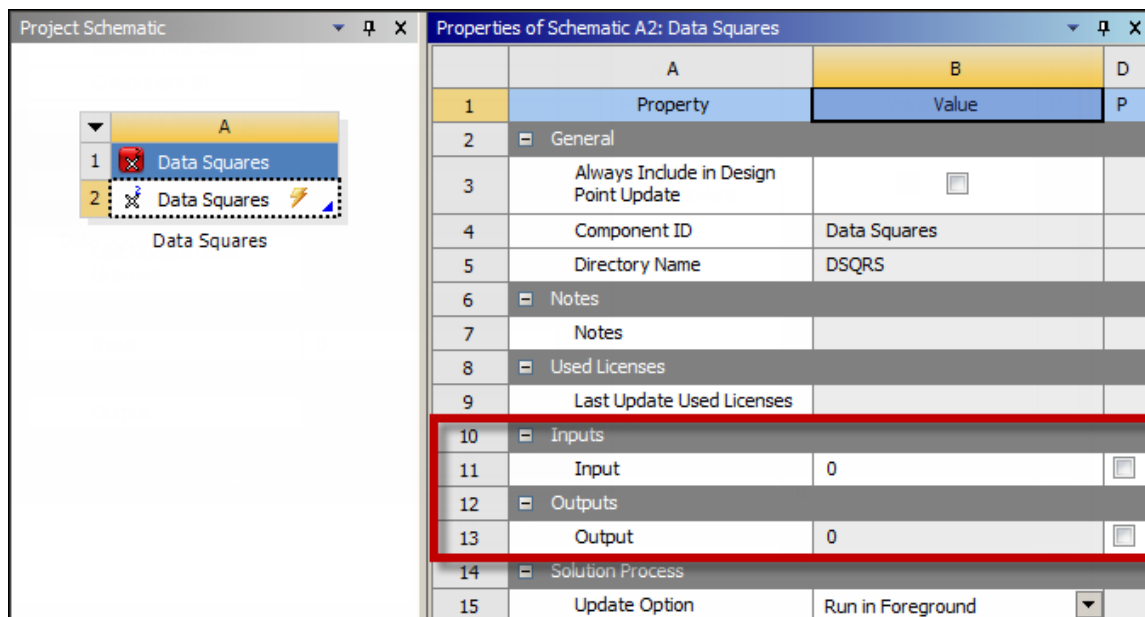 Project Schematic
A
1 Data Squares
2 Data Squares
Data Squares
Properties of Schematic A2: Data Squares
A B D
1 Property Value P
2 General
3 Always Include in Design
Point Update
4 Component ID Data Squares
5 Directory Name DSQRS
6 Notes
7 Notes
8 Used Licenses
9 Last Update Used Licenses
10 Inputs
11 Input 0
12 Outputs
13 Output 0
14 Solution Process
15 Update Option Run in Foreground